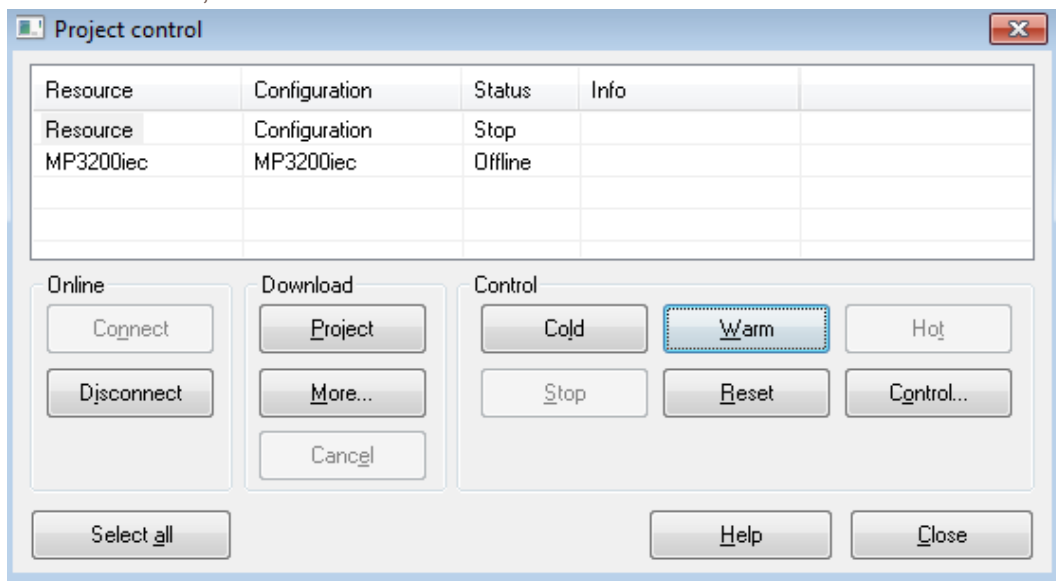 Project control
Resource Configuration Status Info
Resource Configuration Stop
MP3200iec MP3200iec Offline
Online Download Control
Connect Project Cold Warm Hot
Disconnect More... Stop Reset Control...
Cancel
Select all Help Close